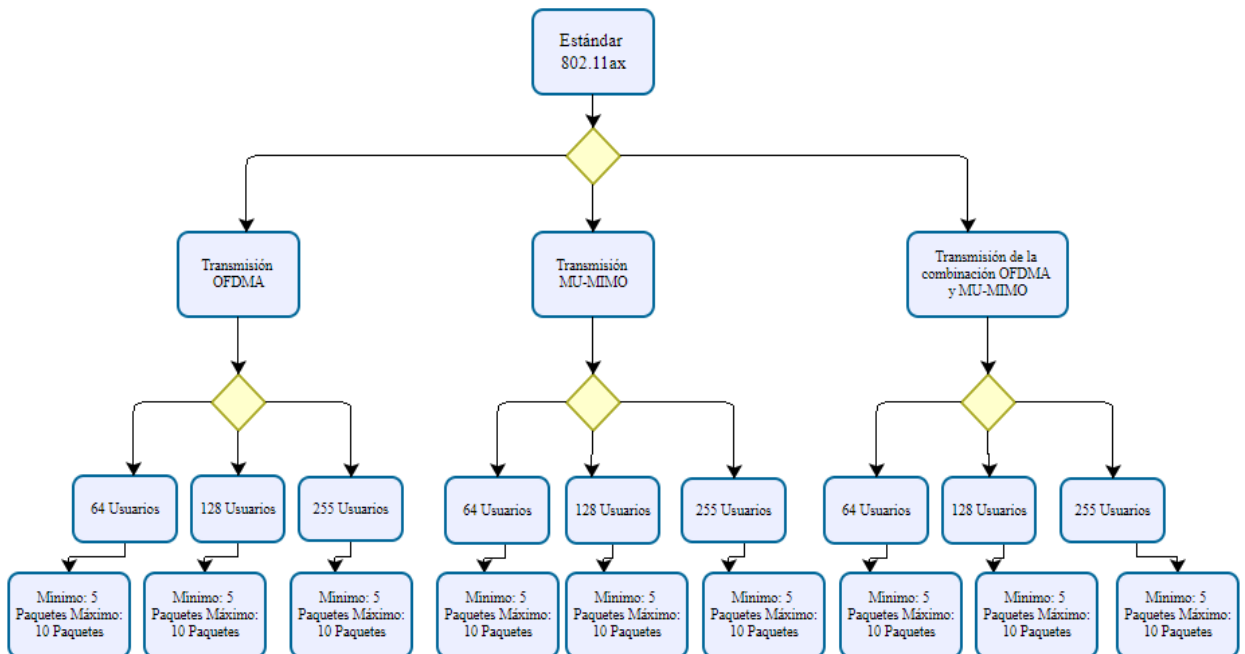 Estándar
802.11ax
Transmisión
OFDMA
Transmisión
MU-MIMO
Transmisión de la
combinación OFDMA
y MU-MIMO
64 Usuarios
128 Usuarios
255 Usuarios
64 Usuarios
128 Usuarios
255 Usuarios
64 Usuarios
128 Usuarios
255 Usuarios
Minimo: 5
Paquetes Máximo:
10 Paquetes
Minimo: 5
Paquetes Máximo:
10 Paquetes
Minimo: 5
Paquetes Máximo:
10 Paquetes
Minimo: 5
Paquetes Máximo:
10 Paquetes
Minimo: 5
Paquetes Máximo:
10 Paquetes
Minimo: 5
Paquetes Máximo:
10 Paquetes
Minimo: 5
Paquetes Máximo:
10 Paquetes
Minimo: 5
Paquetes Máximo:
10 Paquetes
Minimo: 5
Paquetes Máximo:
10 Paquetes